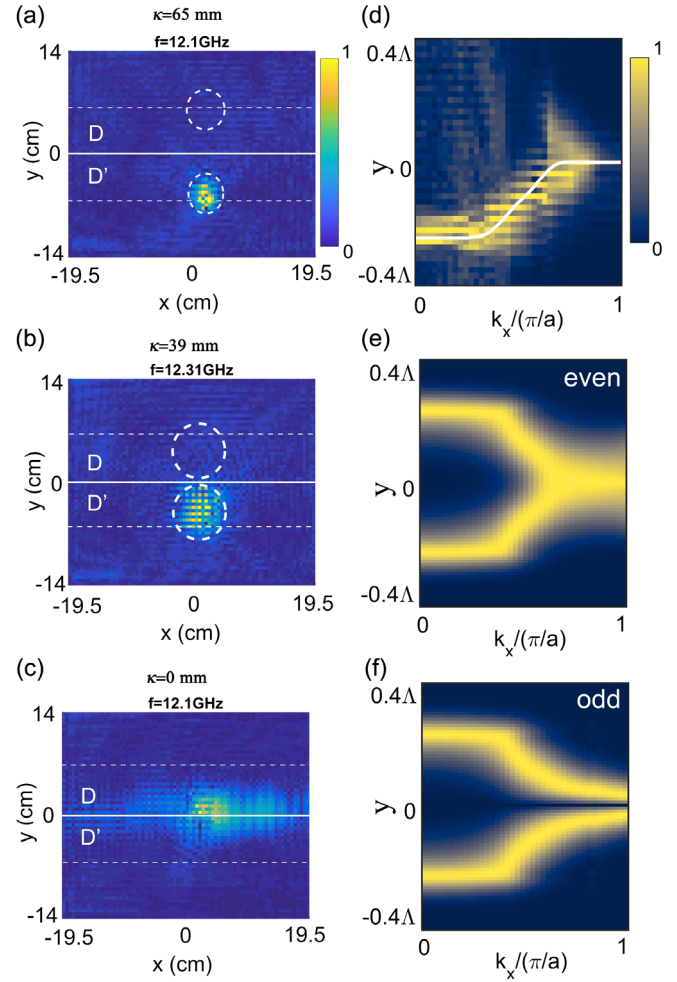 (a)
κ=65 mm
f=12.1GHz
14
y (cm)
0
-14
D
D'
-19.5
0
19.5
x (cm)
1
0
(d)
0.4Λ
y
0
-0.4Λ
0
1
k_x/(π/a)
1
0
(b)
κ=39 mm
f=12.31GHz
14
y (cm)
0
-14
D
D'
-19.5
0
19.5
x (cm)
(e)
even
0.4Λ
y
0
-0.4Λ
0
1
k_x/(π/a)
(c)
κ=0 mm
f=12.1GHz
14
y (cm)
0
-14
D
D'
-19.5
0
19.5
x (cm)
(f)
odd
0.4Λ
y
0
-0.4Λ
0
1
k_x/(π/a)